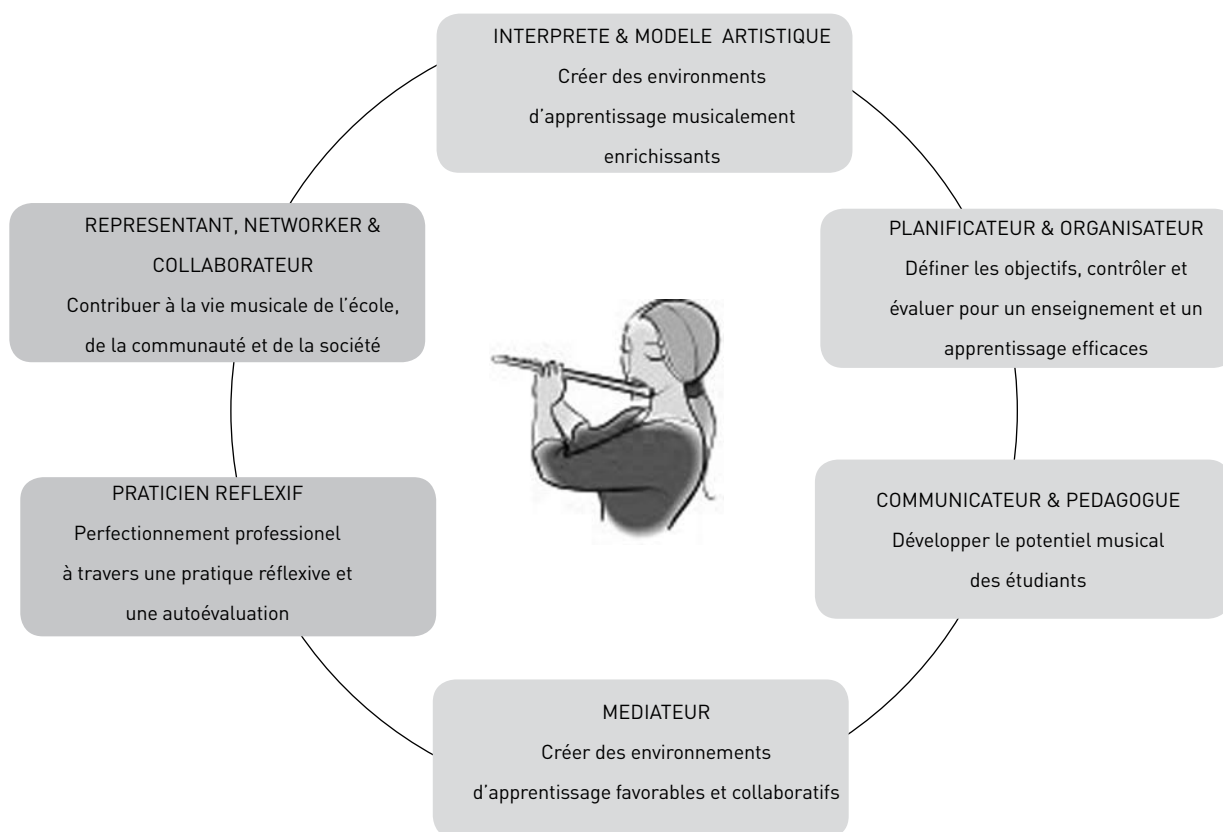 INTERPRETE & MODELE ARTISTIQUE
Créer des environments
d'apprentissage musicalement
enrichissants
PLANIFICATEUR & ORGANISATEUR
Définer les objectifs, contrôler et
évaluer pour un enseignement et un
apprentissage efficaces
COMMUNICATEUR & PEDAGOGUE
Développer le potentiel musical
des étudiants
MEDIATEUR
Créer des environnements
d'apprentissage favorables et collaboratifs
PRATICIEN REFLEXIF
Perfectionnement professionel
à travers une pratique réflexive et
une autoévaluation
REPRESENTANT, NETWORKER &
COLLABORATEUR
Contribuer à la vie musicale de l'école,
de la communauté et de la société